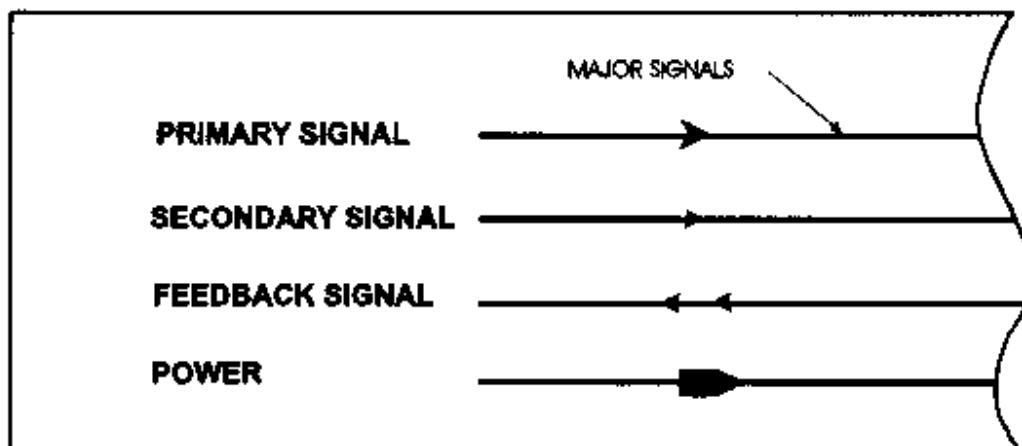 MAJOR SIGNALS
PRIMARY SIGNAL
SECONDARY SIGNAL
FEEDBACK SIGNAL
POWER